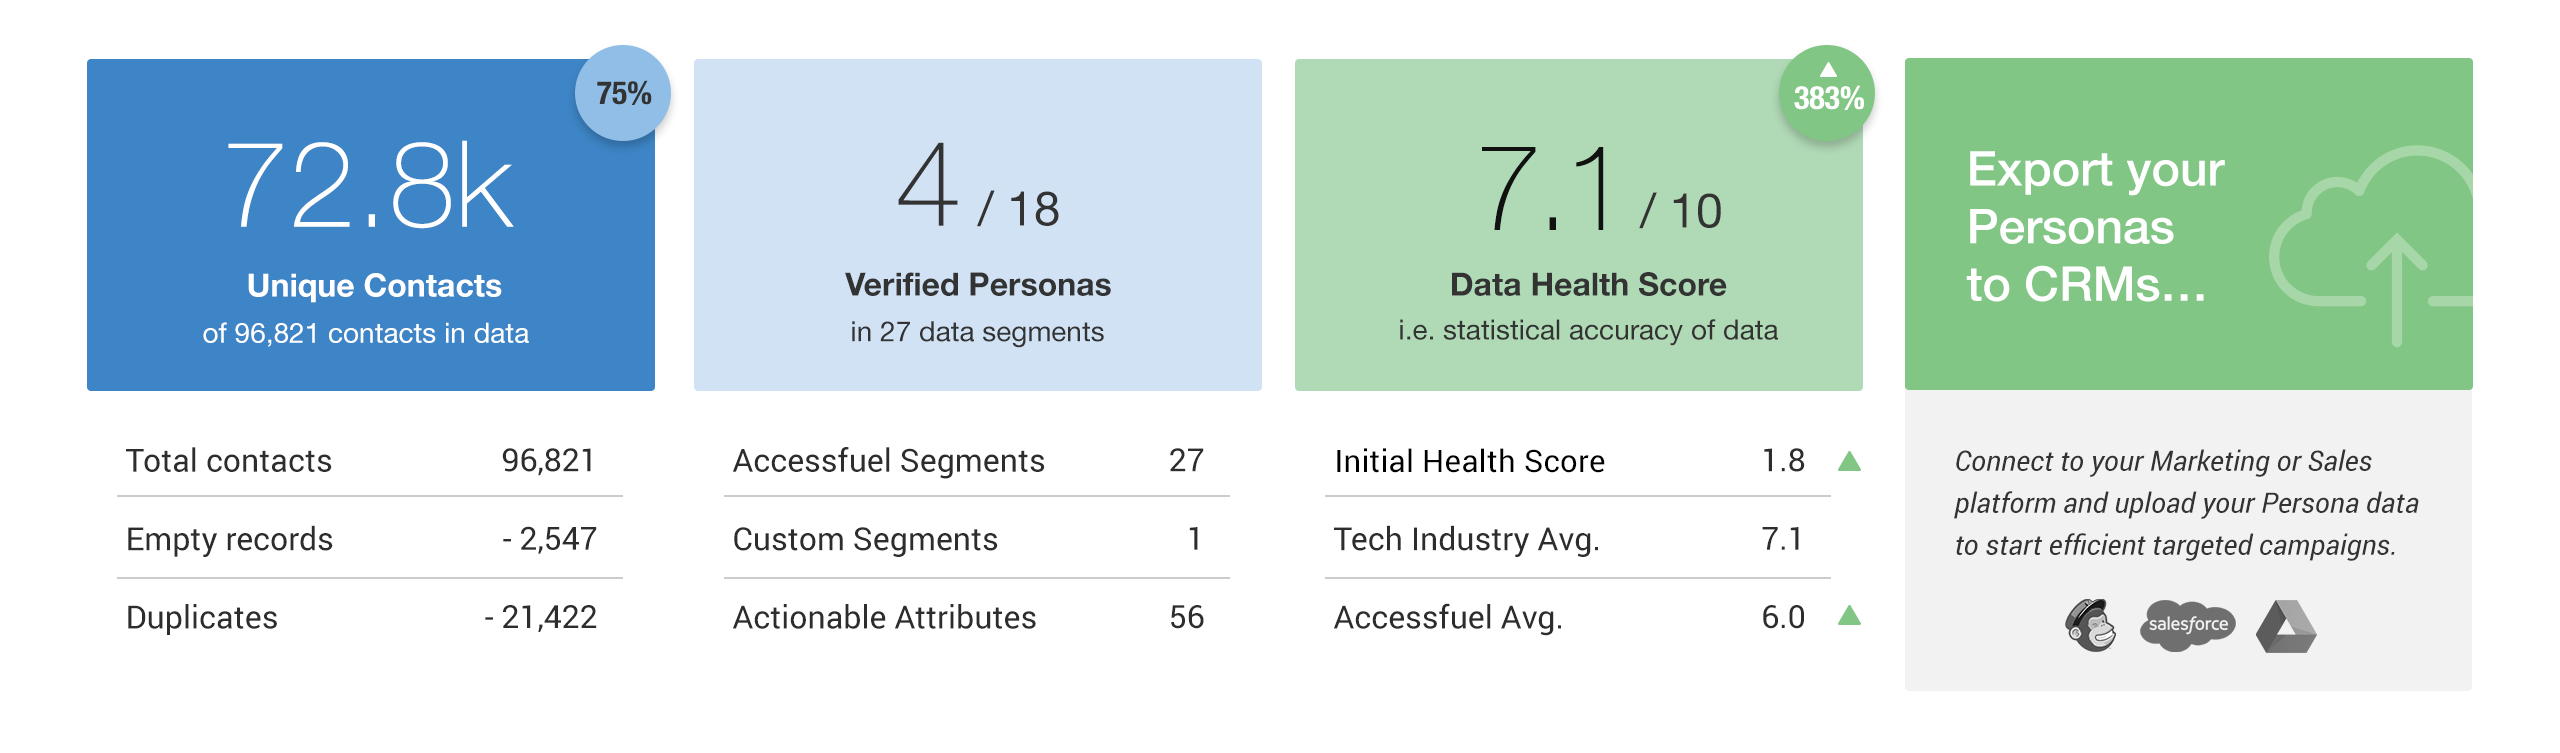 75%
72.8k
Unique Contacts
of 96,821 contacts in data
Total contacts 96,821
Empty records - 2,547
Duplicates - 21,422
4 / 18
Verified Personas
in 27 data segments
Accessfuel Segments 27
Custom Segments 1
Actionable Attributes 56
383%
7.1 / 10
Data Health Score
i.e. statistical accuracy of data
Initial Health Score 1.8
Tech Industry Avg. 7.1
Accessfuel Avg. 6.0
Export your
Personas
to CRMs...
Connect to your Marketing or Sales
platform and upload your Persona data
to start efficient targeted campaigns.
salesforce